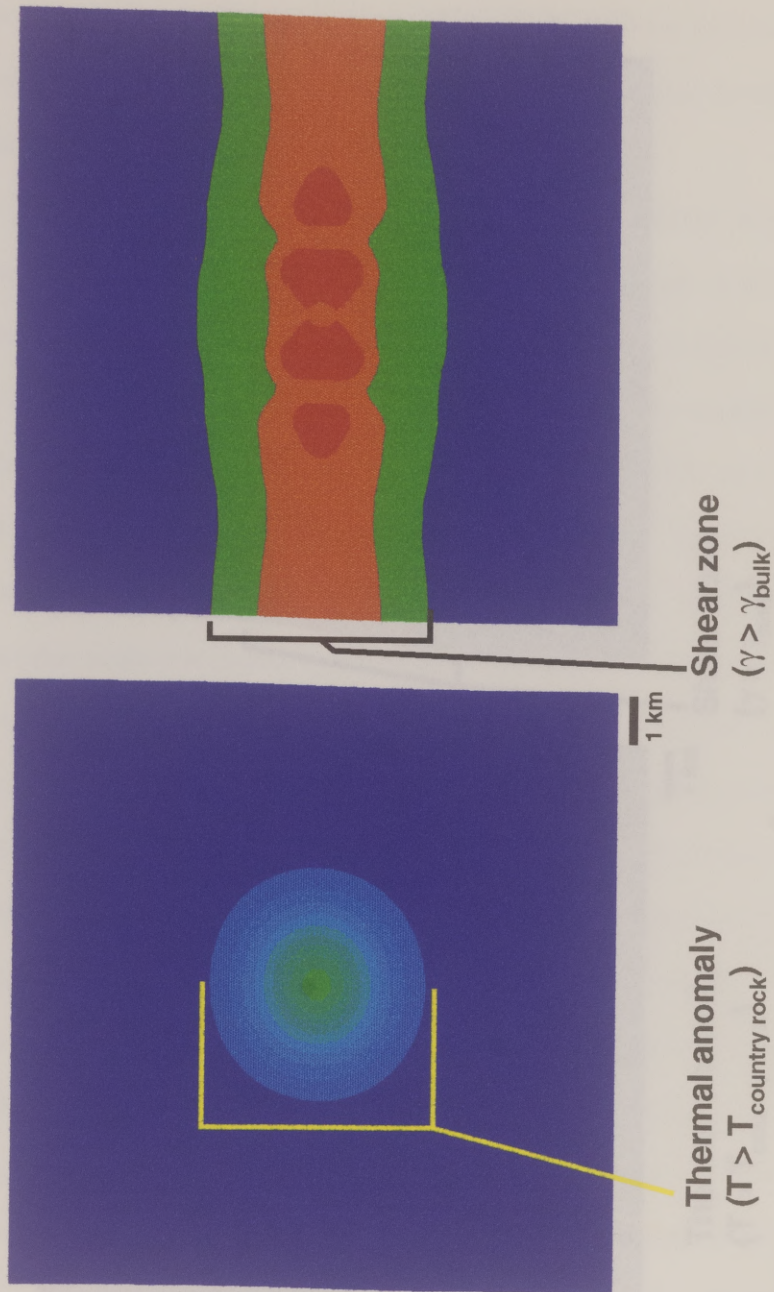 Thermal anomaly
(T > T country rock)
1 km
Shear zone
(γ > γ bulk)